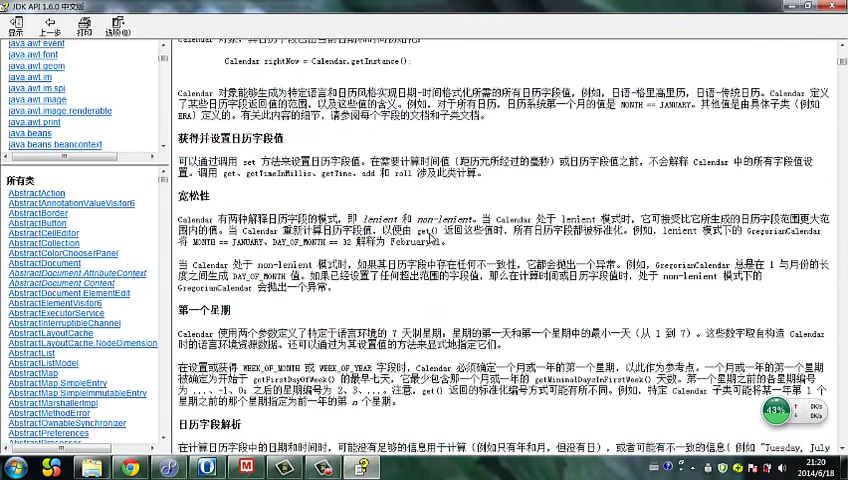 JDK API 1.6.0 中文版
显示
上一步
打印
选项(O)
java.awt.event
java.awt.font
java.awt.geom
java.awt.im
java.awt.im.spi
java.awt.image
java.awt.image.renderable
java.awt.print
java.beans
java.beans.beancontext
所有类
AbstractAction
AbstractAnnotationValueVisitor6
AbstractBorder
AbstractButton
AbstractCellEditor
AbstractCollection
AbstractColorChooserPanel
AbstractDocument
AbstractDocument.AttributeContext
AbstractDocument.Content
AbstractDocument.ElementEdit
AbstractElementVisitor6
AbstractExecutorService
AbstractInterruptibleChannel
AbstractLayoutCache
AbstractLayoutCache.NodeDimensions
AbstractList
AbstractListModel
AbstractMap
AbstractMap.SimpleEntry
AbstractMap.SimpleImmutableEntry
AbstractMarshallerImpl
AbstractMethodError
AbstractOwnableSynchronizer
AbstractPreferences
Calendar rightNow = Calendar.getInstance();
Calendar 对象能够生成为特定语言和日历风格实现日期-时间格式化所需的所有日历字段值，例如，日语-格里高里历，日语-传统日历。Calendar 定义
了某些日历字段返回值的范围，以及这些值的含义。例如，对于所有日历，日历系统第一个月的值是 MONTH == JANUARY。其他值是由具体子类（例如
ERA）定义的。有关此内容的细节，请参阅每个字段的文档和子类文档。
获得并设置日历字段值
可以通过调用 set 方法来设置日历字段值。在需要计算时间值（距历元所经过的毫秒）或日历字段值之前，不会解释 Calendar 中的所有字段值设
置。调用 get、getTimeInMillis、getTime、add 和 roll 涉及此类计算。
宽松性
Calendar 有两种解释日历字段的模式，即 lenient 和 non-lenient。当 Calendar 处于 lenient 模式时，它可接受比它所生成的日历字段范围更大范
围内的值。当 Calendar 重新计算日历字段值，以便由 get() 返回这些值时，所有日历字段都被标准化。例如，lenient 模式下的 GregorianCalendar
将 MONTH == JANUARY、DAY_OF_MONTH == 32 解释为 February 1。
当 Calendar 处于 non-lenient 模式时，如果其日历字段中存在任何不一致性，它都会抛出一个异常。例如，GregorianCalendar 总是在 1 与月份的长
度之间生成 DAY_OF_MONTH 值。如果已经设置了任何超出范围的字段值，那么在计算时间或日历字段值时，处于 non-lenient 模式下的
GregorianCalendar 会抛出一个异常。
第一个星期
Calendar 使用两个参数定义了特定于语言环境的 7 天制星期：星期的第一天和第一个星期中的最小一天（从 1 到 7）。这些数字取自构造 Calendar
时的语言环境资源数据。还可以通过为其设置值的方法来显式地指定它们。
在设置或获得 WEEK_OF_MONTH 或 WEEK_OF_YEAR 字段时，Calendar 必须确定一个月或一年的第一个星期，以此作为参考点。一个月或一年的第一个星期
被确定为开始于 getFirstDayOfWeek() 的最早七天，它最少包含那一个月或一年的 getMinimalDaysInFirstWeek() 天数。第一个星期之前的各星期编号
为 ...、-1、0；之后的星期编号为 2、3、...。注意，get() 返回的标准化编号方式可能有所不同。例如，特定 Calendar 子类可能将某一年第 1 个
星期之前的那个星期指定为前一年的第 n 个星期。
日历字段解析
在计算日历字段中的日期和时间时，可能没有足够的信息用于计算（例如只有年和月，但没有日），或者可能有不一致的信息（ 例如 "Tuesday, July
43%
0K/s
0K/s
21:20
2014/6/18